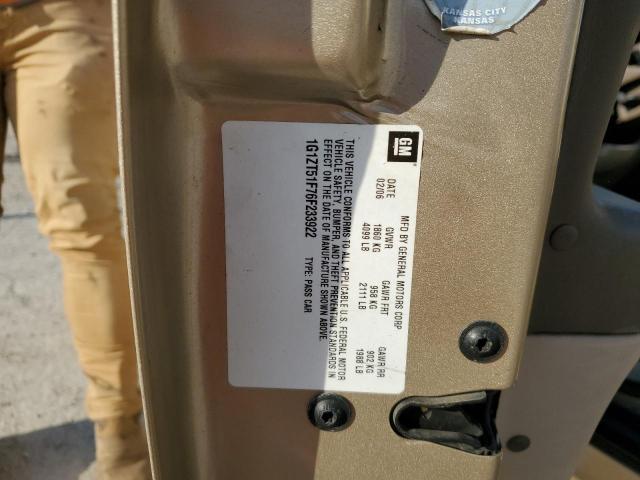 KANSAS CITY
KANSAS
GM
MFD BY GENERAL MOTORS CORP
DATE GVWR GAWR FRT GAWR RR
02/06 1860 KG 958 KG 902 KG
4099 LB 2111 LB 1988 LB
THIS VEHICLE CONFORMS TO ALL APPLICABLE U.S. FEDERAL MOTOR
VEHICLE SAFETY, BUMPER, AND THEFT PREVENTION STANDARDS IN
EFFECT ON THE DATE OF MANUFACTURE SHOWN ABOVE.
1G1ZT51F76F233922 TYPE: PASS CAR